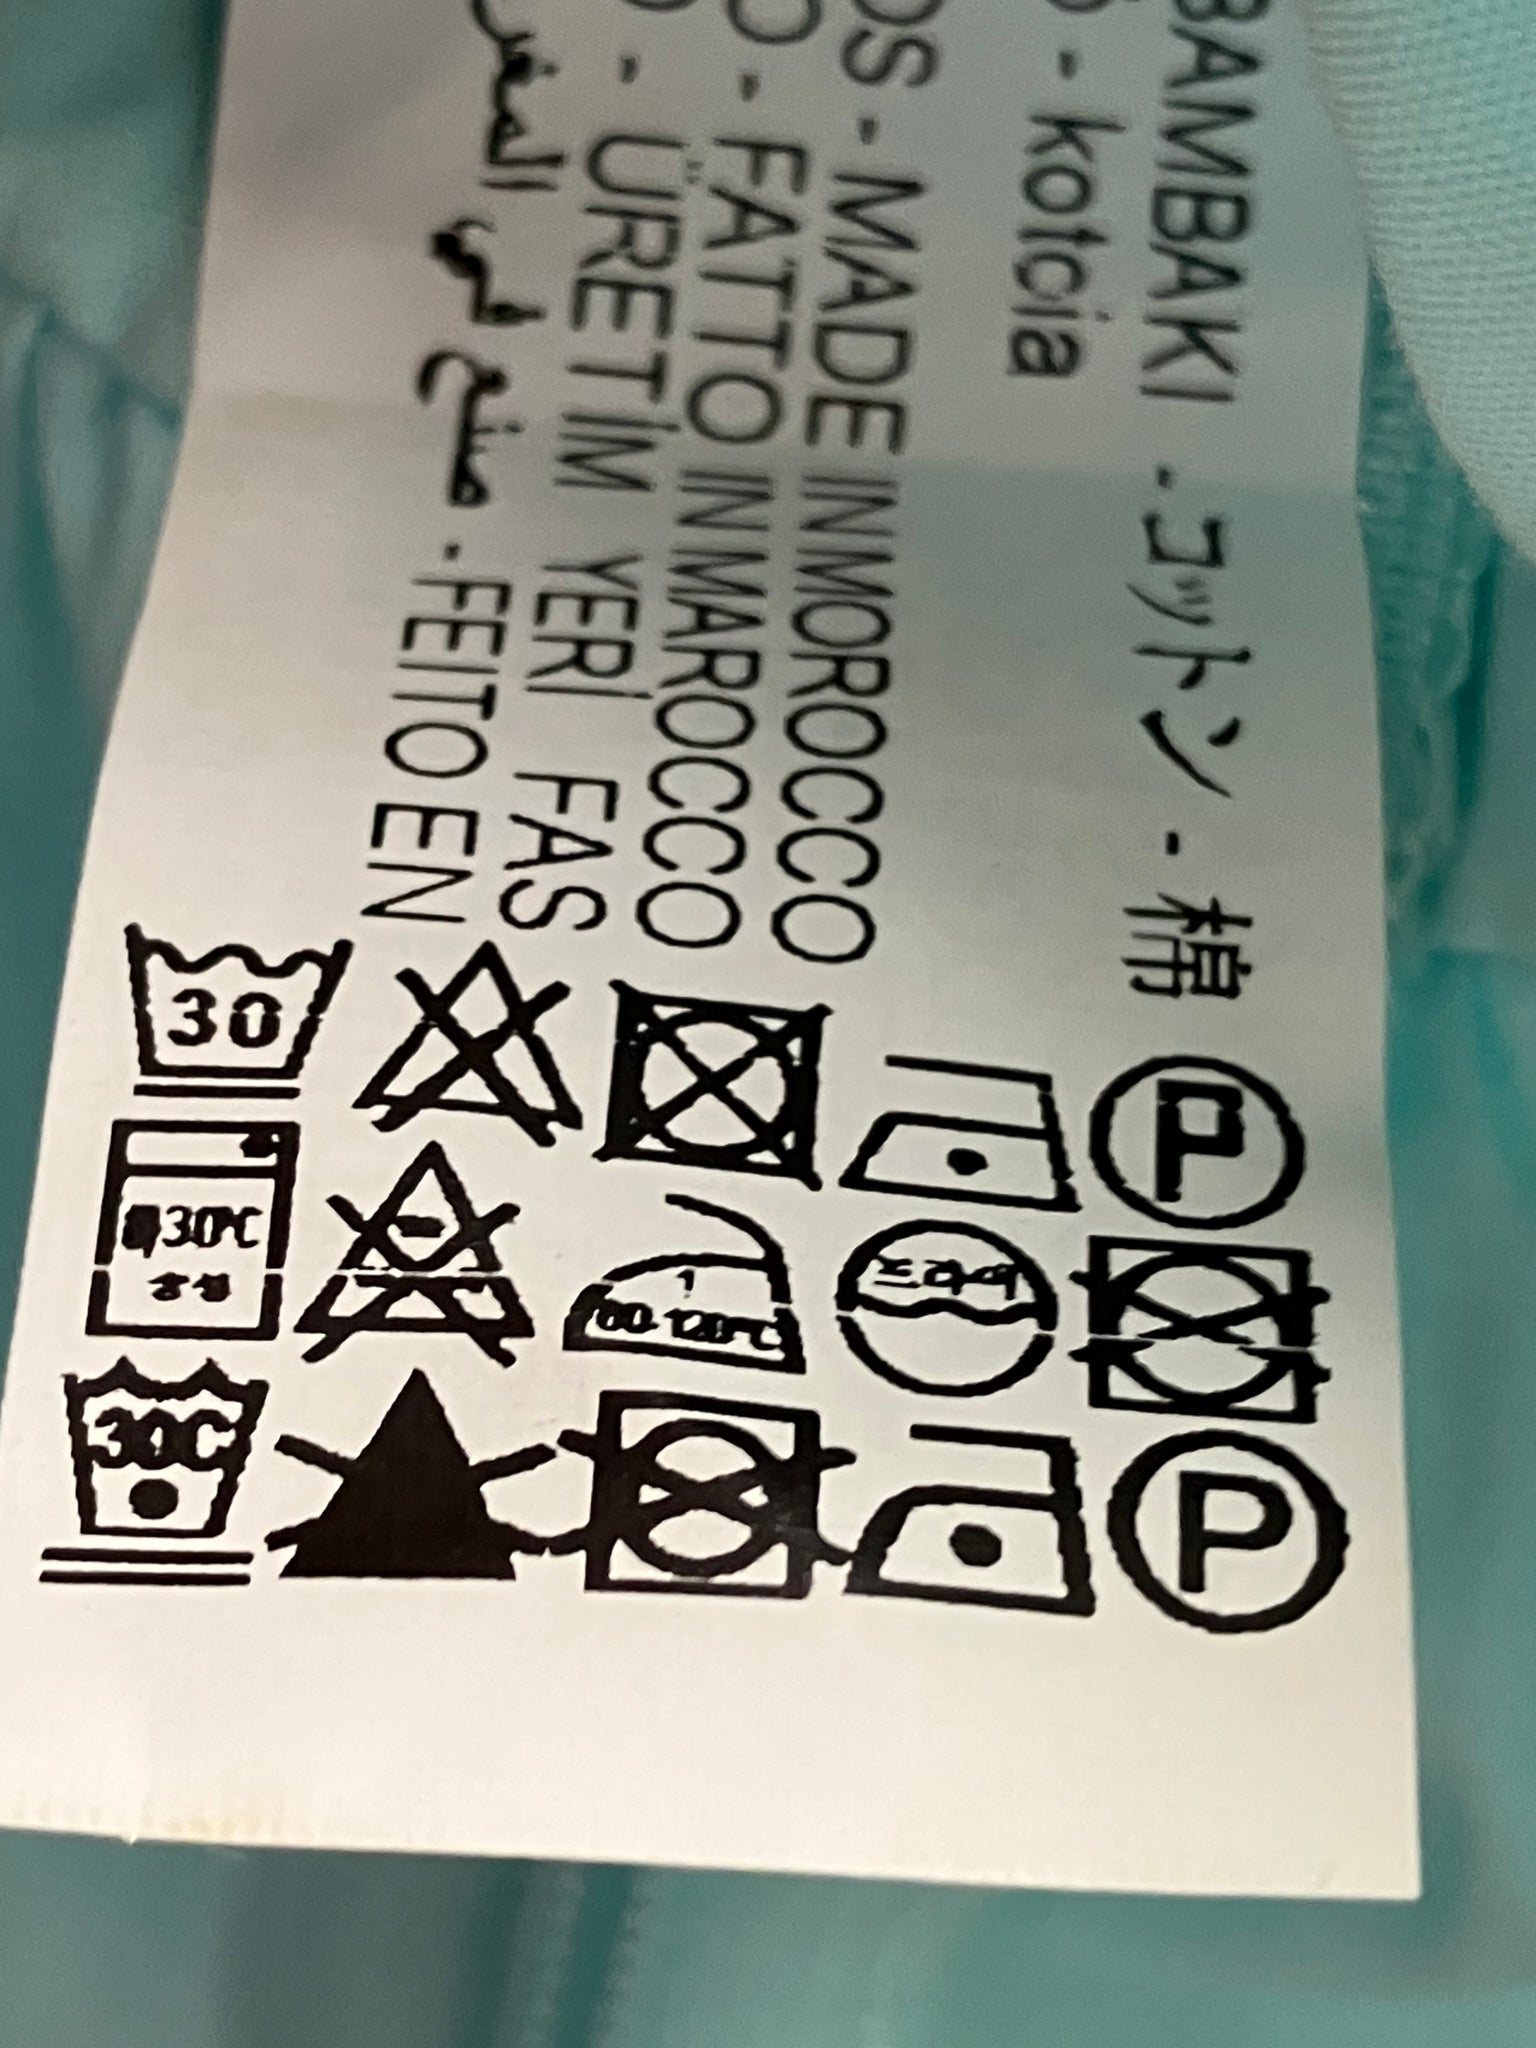 BAMBAKI - コットン - 棉
- kotcia
OS - MADE IN MOROCCO
O - FATTO IN MAROCCO
- ÜRETİM YERİ FAS
صنع في المغرب - FEITO EN
30
30℃
30C
P
P